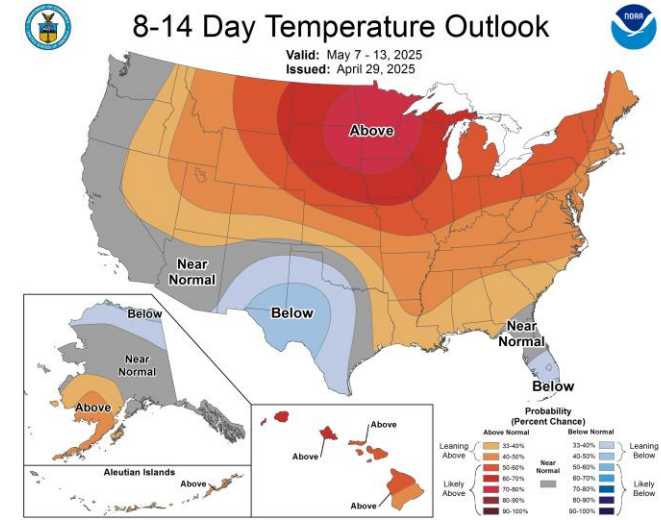 8-14 Day Temperature Outlook
Valid: May 7 - 13, 2025
Issued: April 29, 2025
NOAA
Above
Near
Normal
Below
Near
Normal
Below
Below
Near
Normal
Above
Aleutian Islands
Above
Above
Above
Above
Probability
(Percent Chance)
Above Normal
Below Normal
Leaning
Above
33-40%
40-50%
50-60%
60-70%
70-80%
80-90%
90-100%
Likely
Above
Near
Normal
33-40%
40-50%
50-60%
60-70%
70-80%
80-90%
90-100%
Leaning
Below
Likely
Below